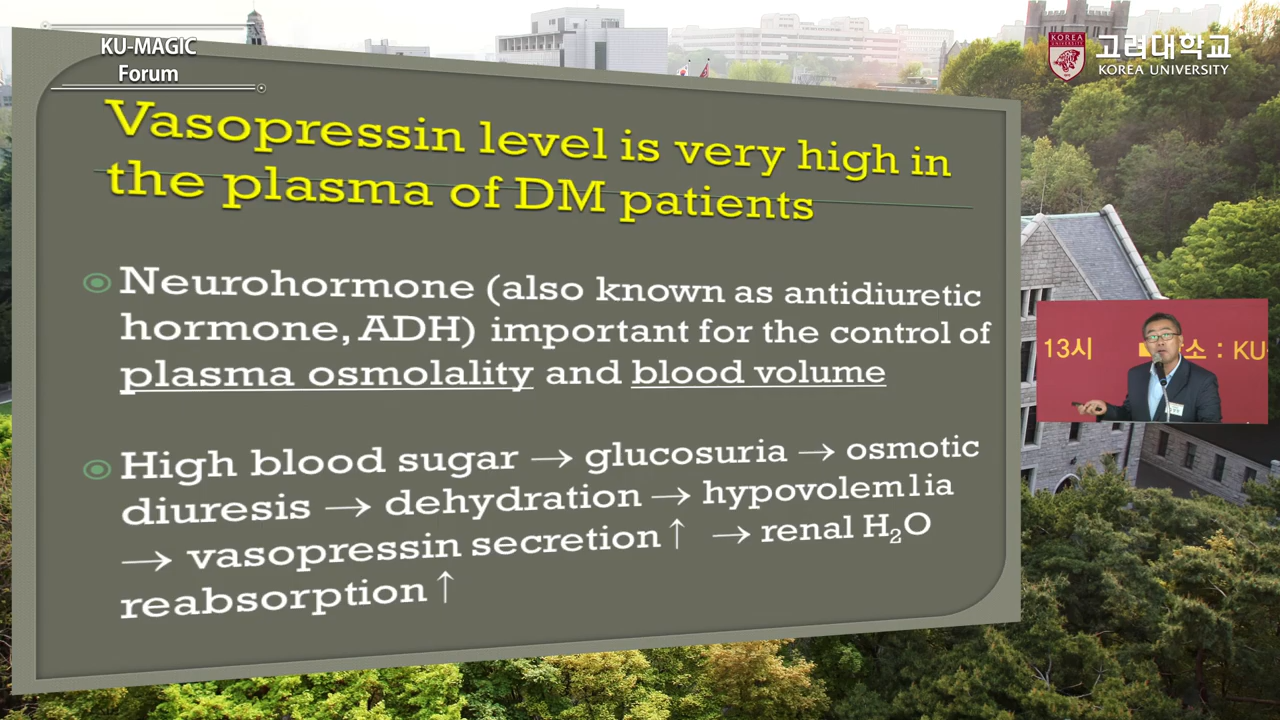 KU-MAGIC
Forum
고려대학교
KOREA
KOREA UNIVERSITY
Vasopressin level is very high in
the plasma of DM patients
Neurohormone (also known as antidiuretic
hormone, ADH) important for the control of
plasma osmolality and blood volume
High blood sugar → glucosuria → osmotic
diuresis → dehydration → hypovolem1ia
→ vasopressin secretion↑ → renal H₂O
reabsorption↑
13시
소 : KU